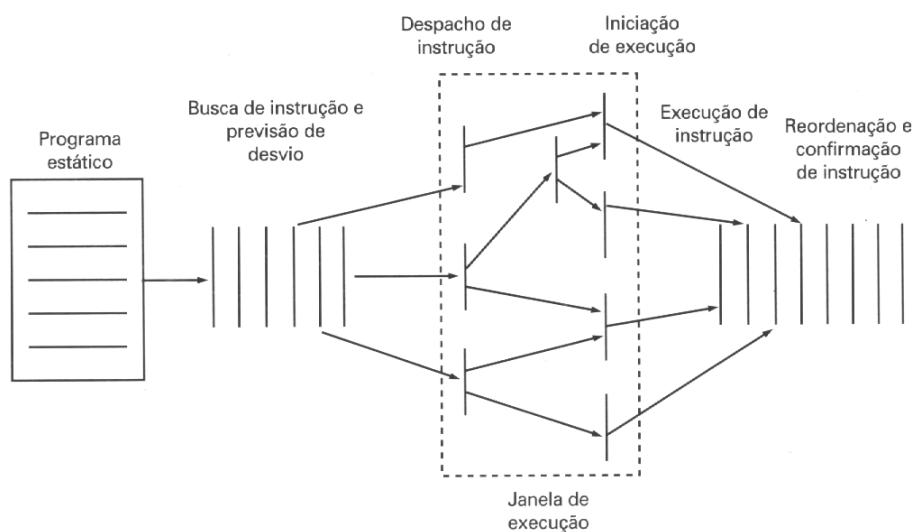 Despacho de
instrução
Iniciação
de execução
Busca de instrução e
previsão de
desvio
Execução de
instrução
Reordenação e
confirmação
de instrução
Programa
estático
Janela de
execução